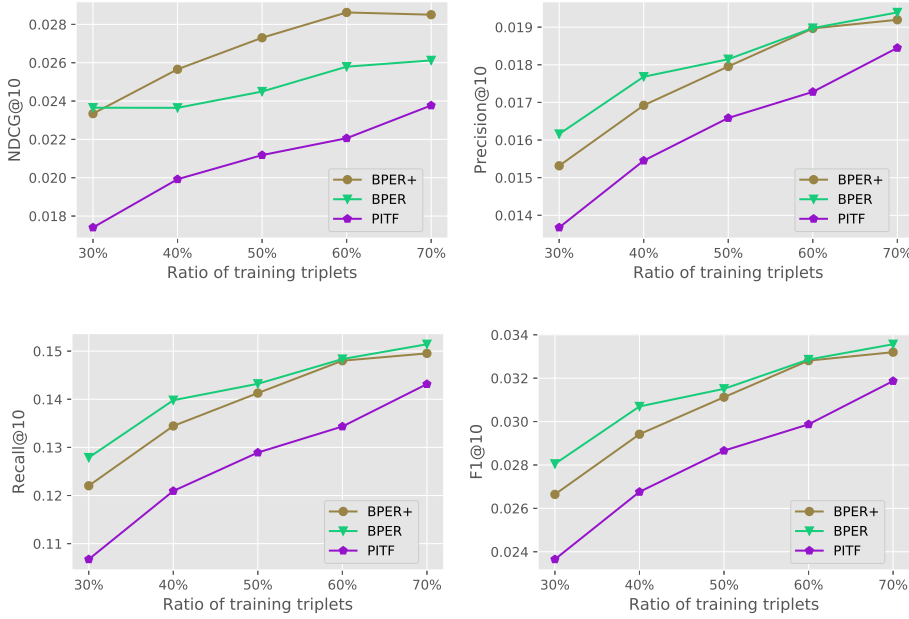 NDCG@10
0.028
0.026
0.024
0.022
0.020
0.018
30% 40% 50% 60% 70%
Ratio of training triplets
BPER+
BPER
PITF
Precision@10
0.019
0.018
0.017
0.016
0.015
0.014
30% 40% 50% 60% 70%
Ratio of training triplets
BPER+
BPER
PITF
Recall@10
0.15
0.14
0.13
0.12
0.11
30% 40% 50% 60% 70%
Ratio of training triplets
BPER+
BPER
PITF
F1@10
0.034
0.032
0.030
0.028
0.026
0.024
30% 40% 50% 60% 70%
Ratio of training triplets
BPER+
BPER
PITF